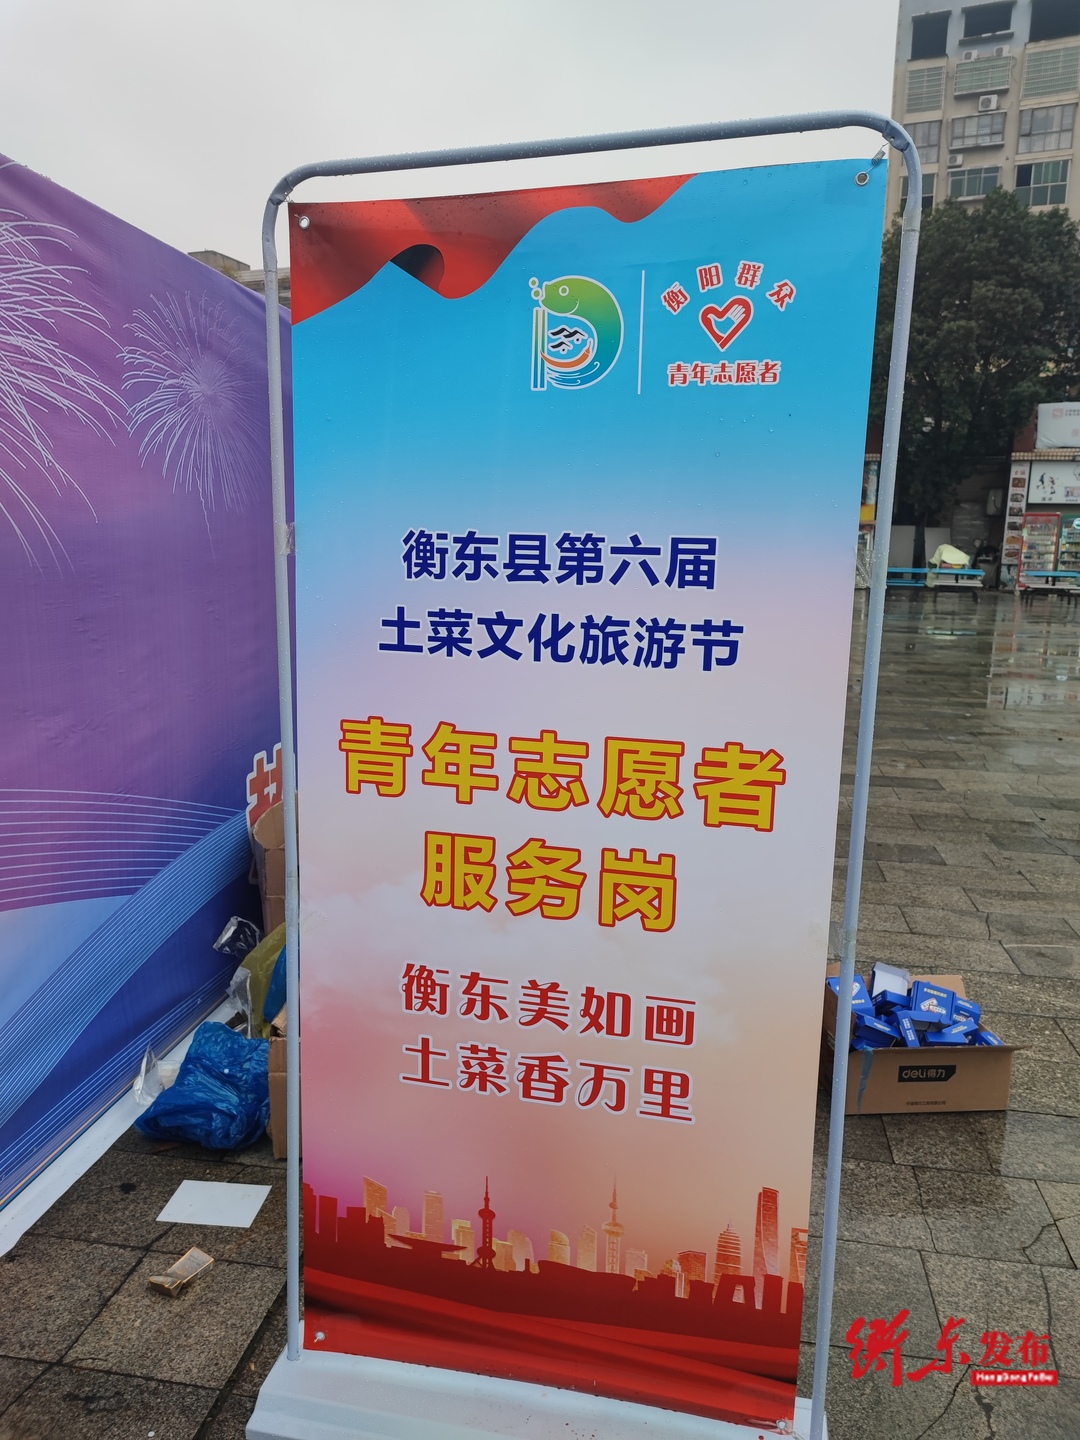 衡阳群众
青年志愿者
衡东县第六届
土菜文化旅游节
青年志愿者
服务岗
衡东美如画
土菜香万里
deli得力
衡东发布
HengDongFaBu